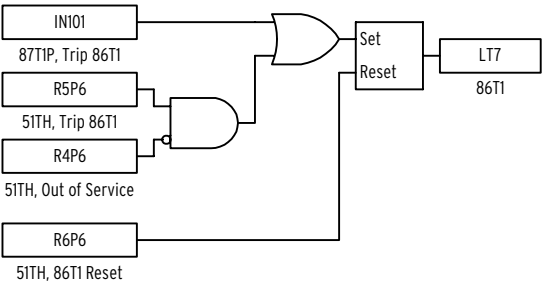 IN101
87T1P, Trip 86T1
R5P6
51TH, Trip 86T1
R4P6
51TH, Out of Service
R6P6
51TH, 86T1 Reset
Set
Reset
LT7
86T1